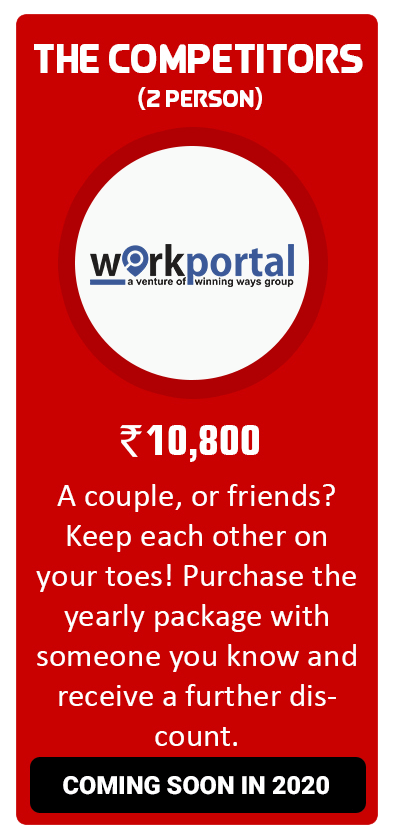 THE COMPETITORS
(2 PERSON)
workportal
a venture of winning ways group
₹10,800
A couple, or friends?
Keep each other on
your toes! Purchase the
yearly package with
someone you know and
receive a further dis-
count.
COMING SOON IN 2020